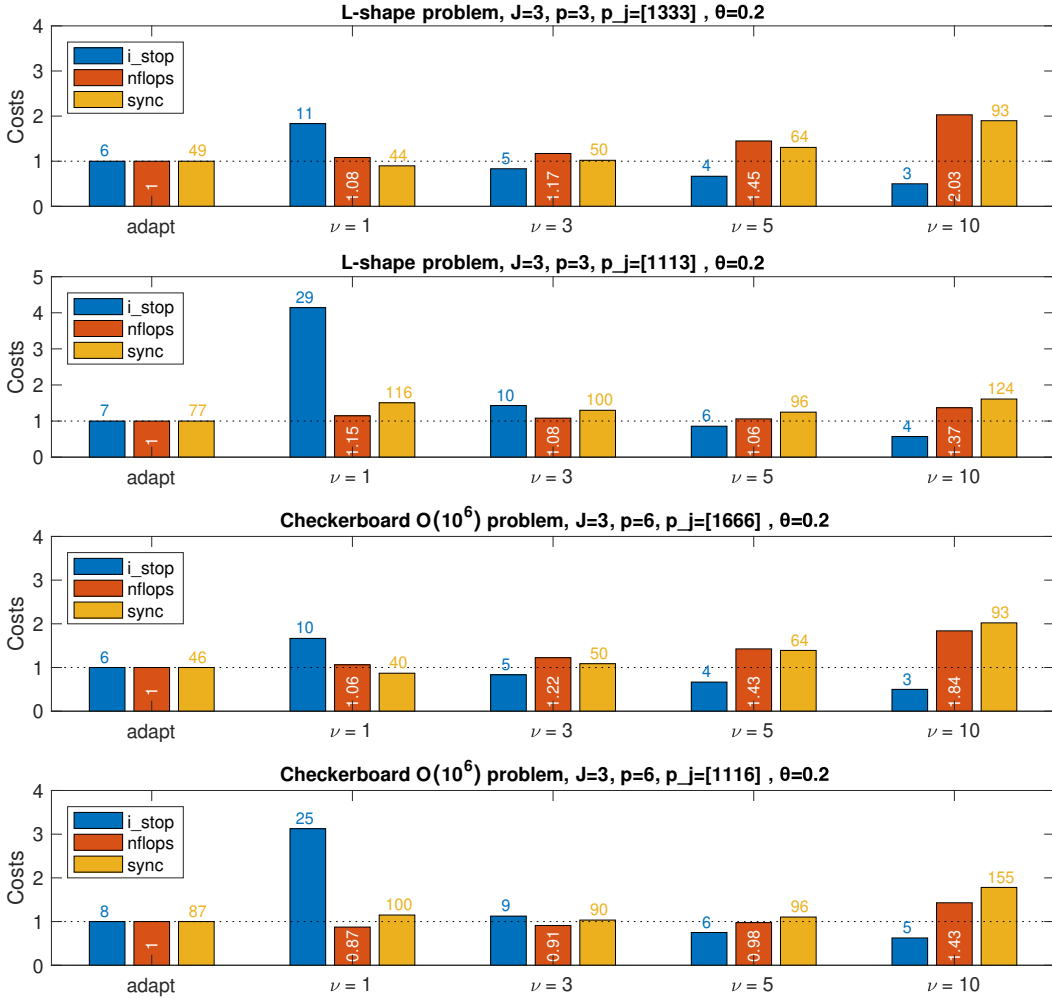 L-shape problem, J=3, p=3, p_j=[1333] , θ=0.2
4
3
2
1
0
Costs
i_stop
nflops
sync
6 1 49
11 1.08 44
5 1.17 50
4 1.45 64
3 2.03 93
adapt ν = 1 ν = 3 ν = 5 ν = 10
L-shape problem, J=3, p=3, p_j=[1113] , θ=0.2
5
4
3
2
1
0
Costs
i_stop
nflops
sync
7 1 77
29 1.15 116
10 1.08 100
6 1.06 96
4 1.37 124
adapt ν = 1 ν = 3 ν = 5 ν = 10
Checkerboard O(10^6) problem, J=3, p=6, p_j=[1666] , θ=0.2
4
3
2
1
0
Costs
i_stop
nflops
sync
6 1 46
10 1.06 40
5 1.22 50
4 1.43 64
3 1.84 93
adapt ν = 1 ν = 3 ν = 5 ν = 10
Checkerboard O(10^6) problem, J=3, p=6, p_j=[1116] , θ=0.2
4
3
2
1
0
Costs
i_stop
nflops
sync
8 1 87
25 0.87 100
9 0.91 90
6 0.98 96
5 1.43 155
adapt ν = 1 ν = 3 ν = 5 ν = 10